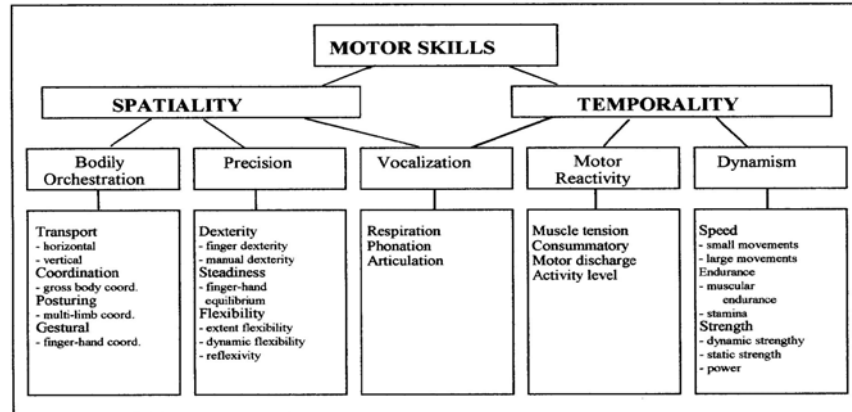 MOTOR SKILLS
SPATIALITY
TEMPORALITY
Bodily
Orchestration
Precision
Vocalization
Motor
Reactivity
Dynamism
Transport
- horizontal
- vertical
Coordination
- gross body coord.
Posturing
- multi-limb coord.
Gestural
- finger-hand coord.
Dexterity
- finger dexterity
- manual dexterity
Steadiness
- finger-hand
equilibrium
Flexibility
- extent flexibility
- dynamic flexibility
- reflexivity
Respiration
Phonation
Articulation
Muscle tension
Consummatory
Motor discharge
Activity level
Speed
- small movements
- large movements
Endurance
- muscular
endurance
- stamina
Strength
- dynamic strengthy
- static strength
- power